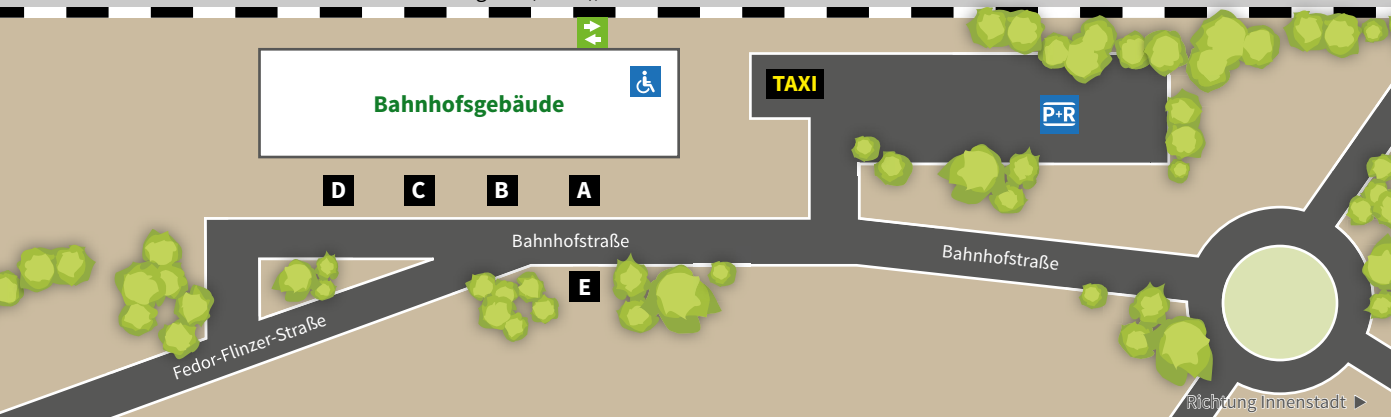 Bahnhofsgebäude
TAXI
P+R
D C B A
Bahnhofstraße
Bahnhofstraße
E
Fedor-Flinzer-Straße
Richtung Innenstadt